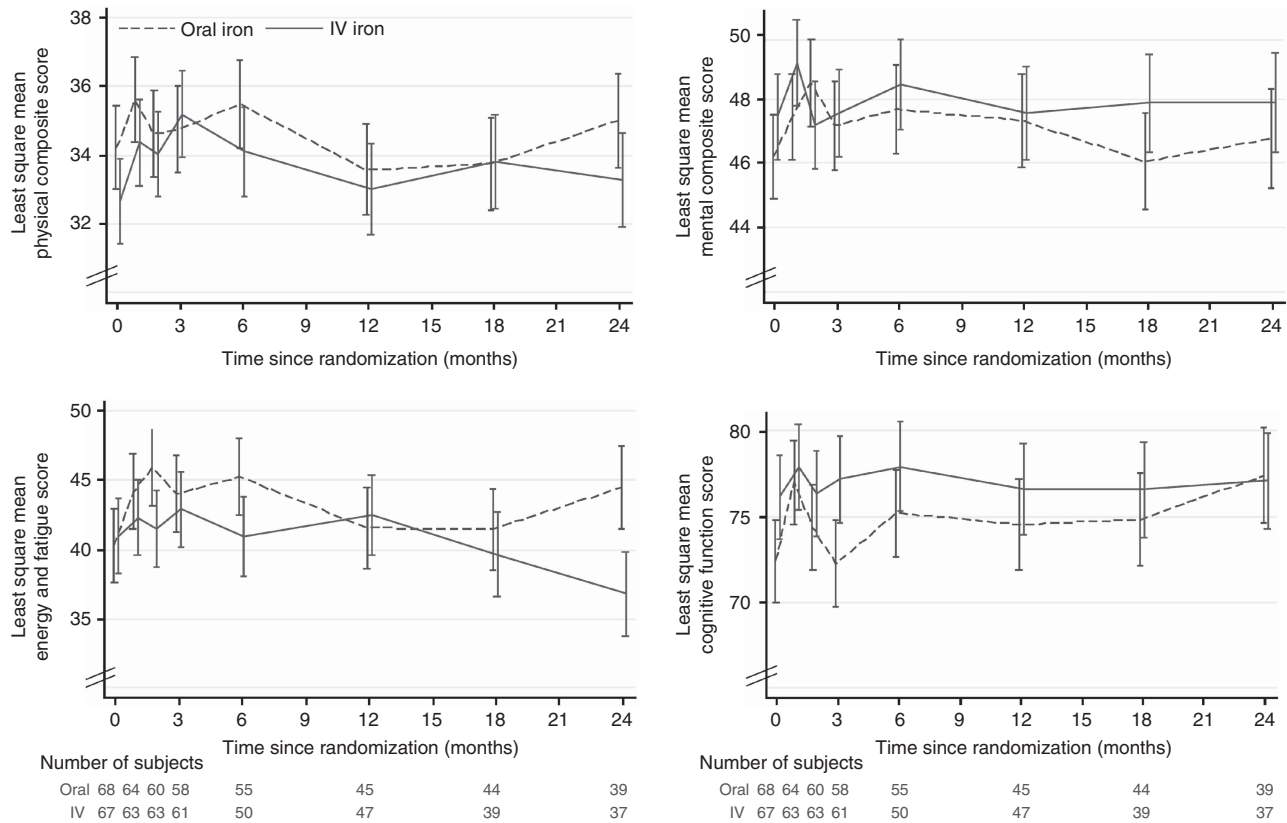 38
36
34
32
Oral iron
IV iron
Least square mean
physical composite score
0 3 6 9 12 15 18 21 24
Time since randomization (months)
50
48
46
44
Least square mean
mental composite score
0 3 6 9 12 15 18 21 24
Time since randomization (months)
50
45
40
35
Least square mean
energy and fatigue score
0 3 6 9 12 15 18 21 24
Time since randomization (months)
Number of subjects
Oral 68 64 60 58 55 45 44 39
IV 67 63 63 61 50 47 39 37
80
75
70
Least square mean
cognitive function score
0 3 6 9 12 15 18 21 24
Time since randomization (months)
Number of subjects
Oral 68 64 60 58 55 45 44 39
IV 67 63 63 61 50 47 39 37